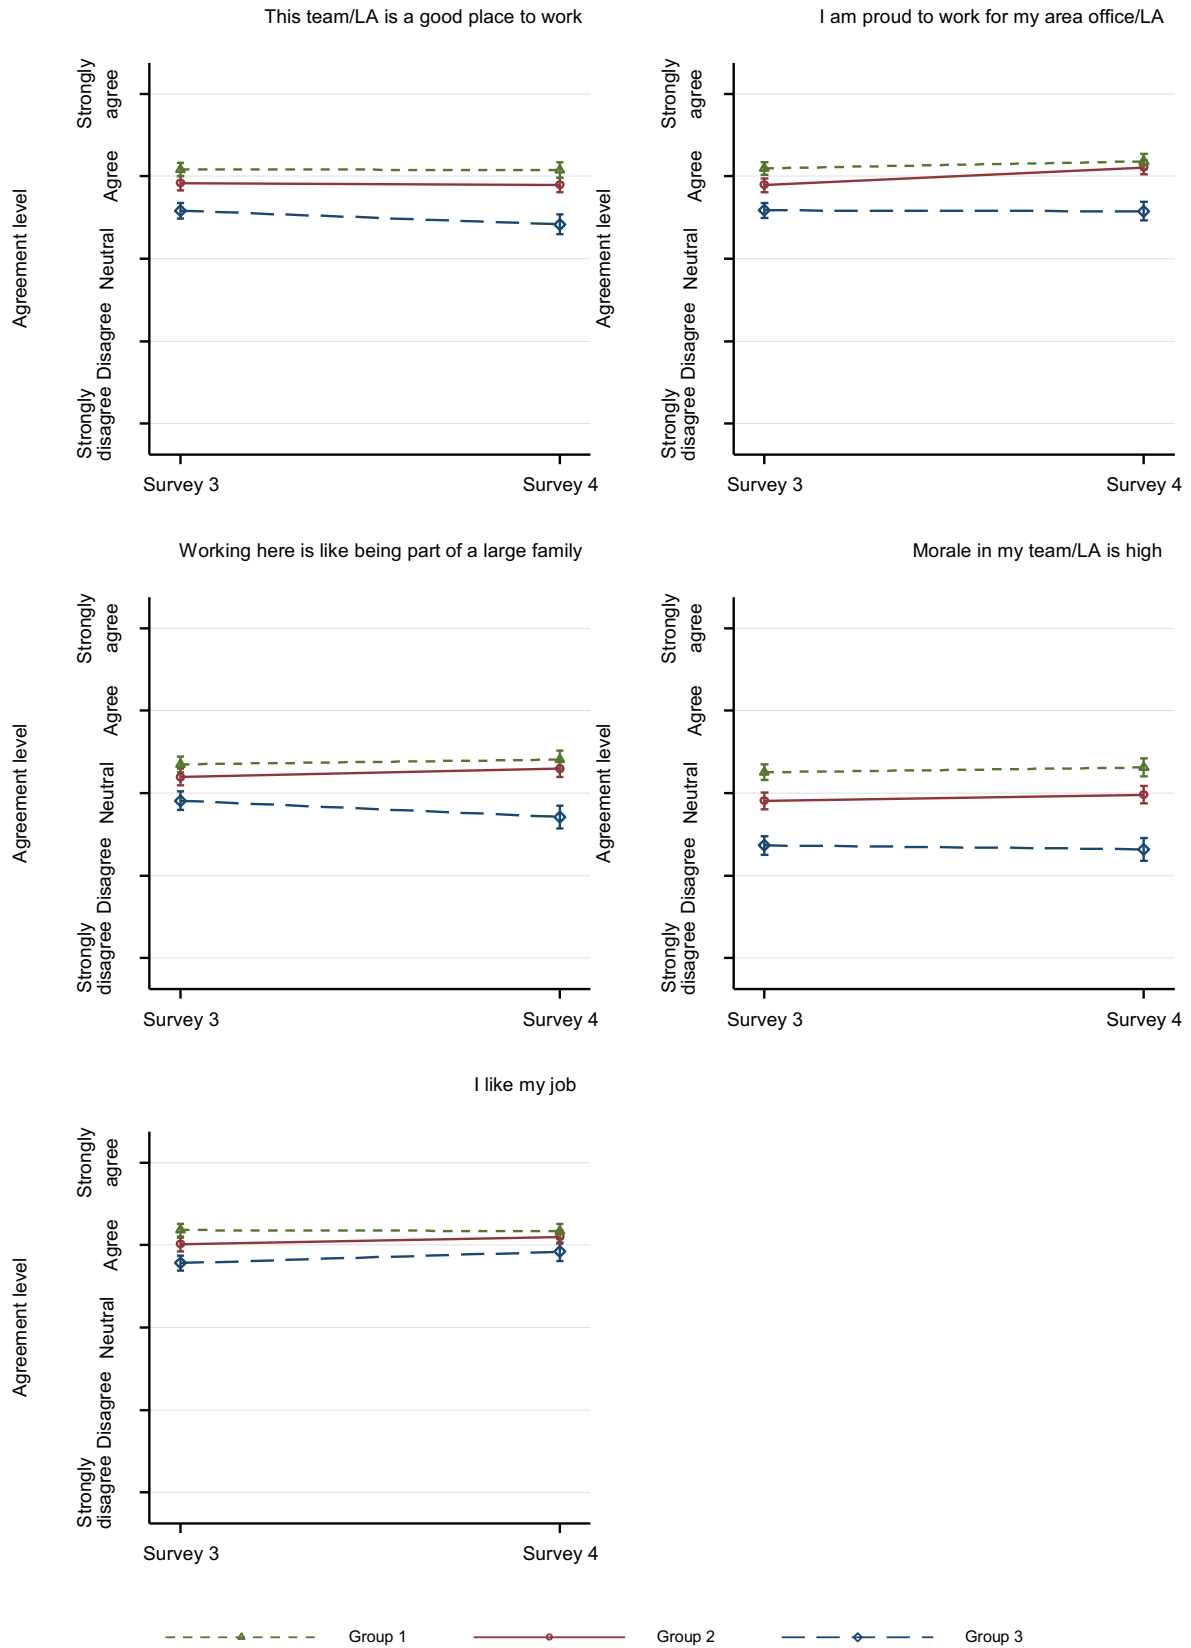 This team/LA is a good place to work
Agreement level
Strongly
agree
Agree
Neutral
Disagree
Strongly
disagree
Survey 3
Survey 4
I am proud to work for my area office/LA
Agreement level
Strongly
agree
Agree
Neutral
Disagree
Strongly
disagree
Survey 3
Survey 4
Working here is like being part of a large family
Agreement level
Strongly
agree
Agree
Neutral
Disagree
Strongly
disagree
Survey 3
Survey 4
Morale in my team/LA is high
Agreement level
Strongly
agree
Agree
Neutral
Disagree
Strongly
disagree
Survey 3
Survey 4
I like my job
Agreement level
Strongly
agree
Agree
Neutral
Disagree
Strongly
disagree
Survey 3
Survey 4
Group 1
Group 2
Group 3